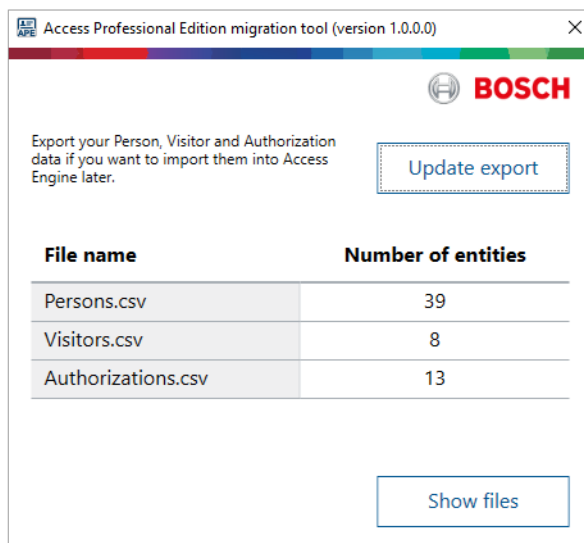 APE Access Professional Edition migration tool (version 1.0.0.0)
BOSCH
Export your Person, Visitor and Authorization
data if you want to import them into Access
Engine later.
Update export
File name Number of entities
Persons.csv 39
Visitors.csv 8
Authorizations.csv 13
Show files